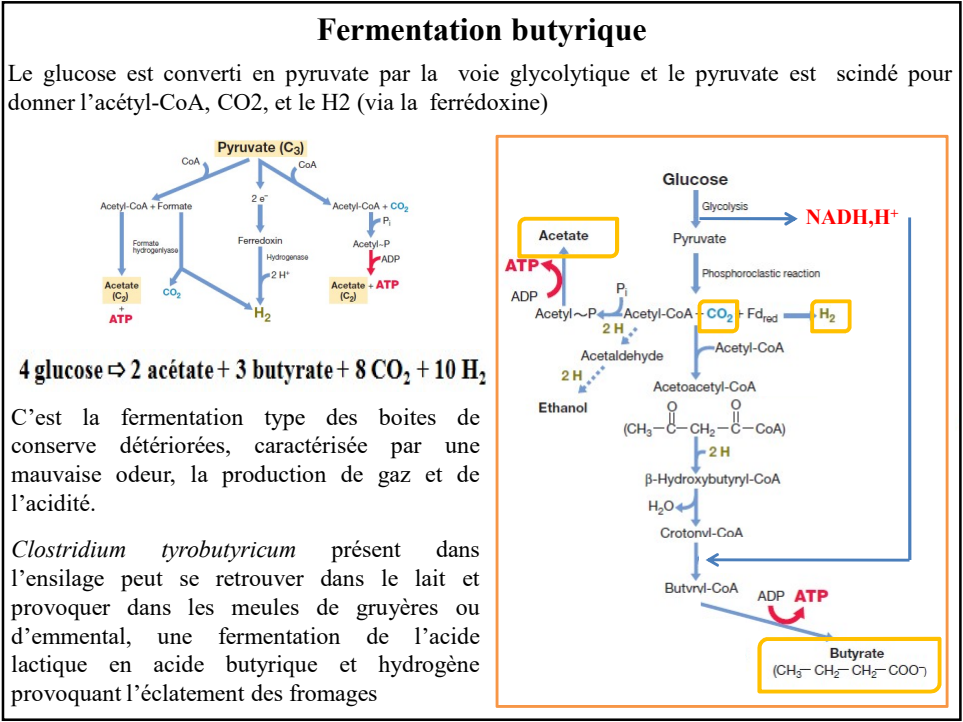 Fermentation butyrique
Le glucose est converti en pyruvate par la voie glycolytique et le pyruvate est scindé pour
donner l’acétyl-CoA, CO2, et le H2 (via la ferrédoxine)
Pyruvate (C₃)
CoA
CoA
Acetyl-CoA + Formate
2 e⁻
Acetyl-CoA + CO₂
Pᵢ
Formate
hydrogenlyase
Ferredoxin
Hydrogenase
2 H⁺
Acetyl~P
ADP
Acetate
(C₂)
+
ATP
CO₂
H₂
Acetate + ATP
(C₂)
4 glucose ⇨ 2 acétate + 3 butyrate + 8 CO₂ + 10 H₂
C’est la fermentation type des boites de
conserve détériorées, caractérisée par une
mauvaise odeur, la production de gaz et de
l’acidité.
Clostridium tyrobutyricum présent dans
l’ensilage peut se retrouver dans le lait et
provoquer dans les meules de gruyères ou
d’emmental, une fermentation de l’acide
lactique en acide butyrique et hydrogène
provoquant l’éclatement des fromages
Glucose
Glycolysis
NADH,H⁺
Pyruvate
Acetate
ATP
ADP
Phosphoroclastic reaction
Pᵢ
Acetyl~P
Acetyl-CoA + CO₂ + Fdred
H₂
2 H
Acetaldehyde
2 H
Ethanol
Acetyl-CoA
Acetoacetyl-CoA
O O
(CH₃–C–CH₂–C–CoA)
2 H
β-Hydroxybutyryl-CoA
H₂O
Crotonyl-CoA
Butyryl-CoA
ADP ATP
Butyrate
(CH₃–CH₂–CH₂–COO⁻)